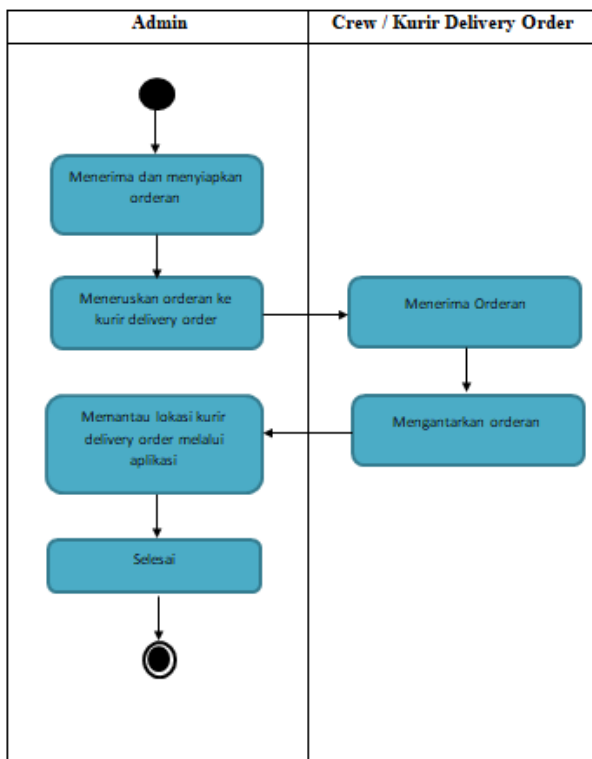 Admin
Crew / Kurir Delivery Order
Menerima dan menyiapkan
orderan
Meneruskan orderan ke
kurir delivery order
Menerima Orderan
Memantau lokasi kurir
delivery order melalui
aplikasi
Mengantarkan orderan
Selesai